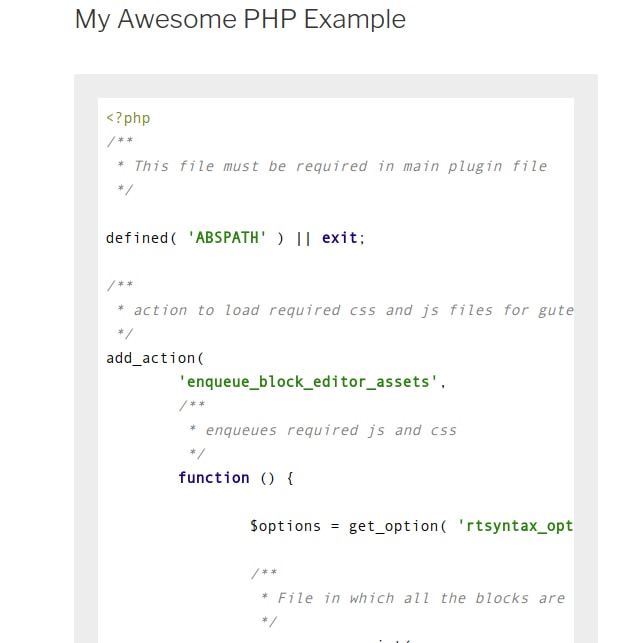 My Awesome PHP Example
<?php
/**
 * This file must be required in main plugin file
 */
defined( 'ABSPATH' ) || exit;
/**
 * action to load required css and js files for gute
 */
add_action(
        'enqueue_block_editor_assets',
        /**
         * enqueues required js and css
         */
        function () {
                $options = get_option( 'rtsyntax_opt
                /**
                 * File in which all the blocks are
                 */